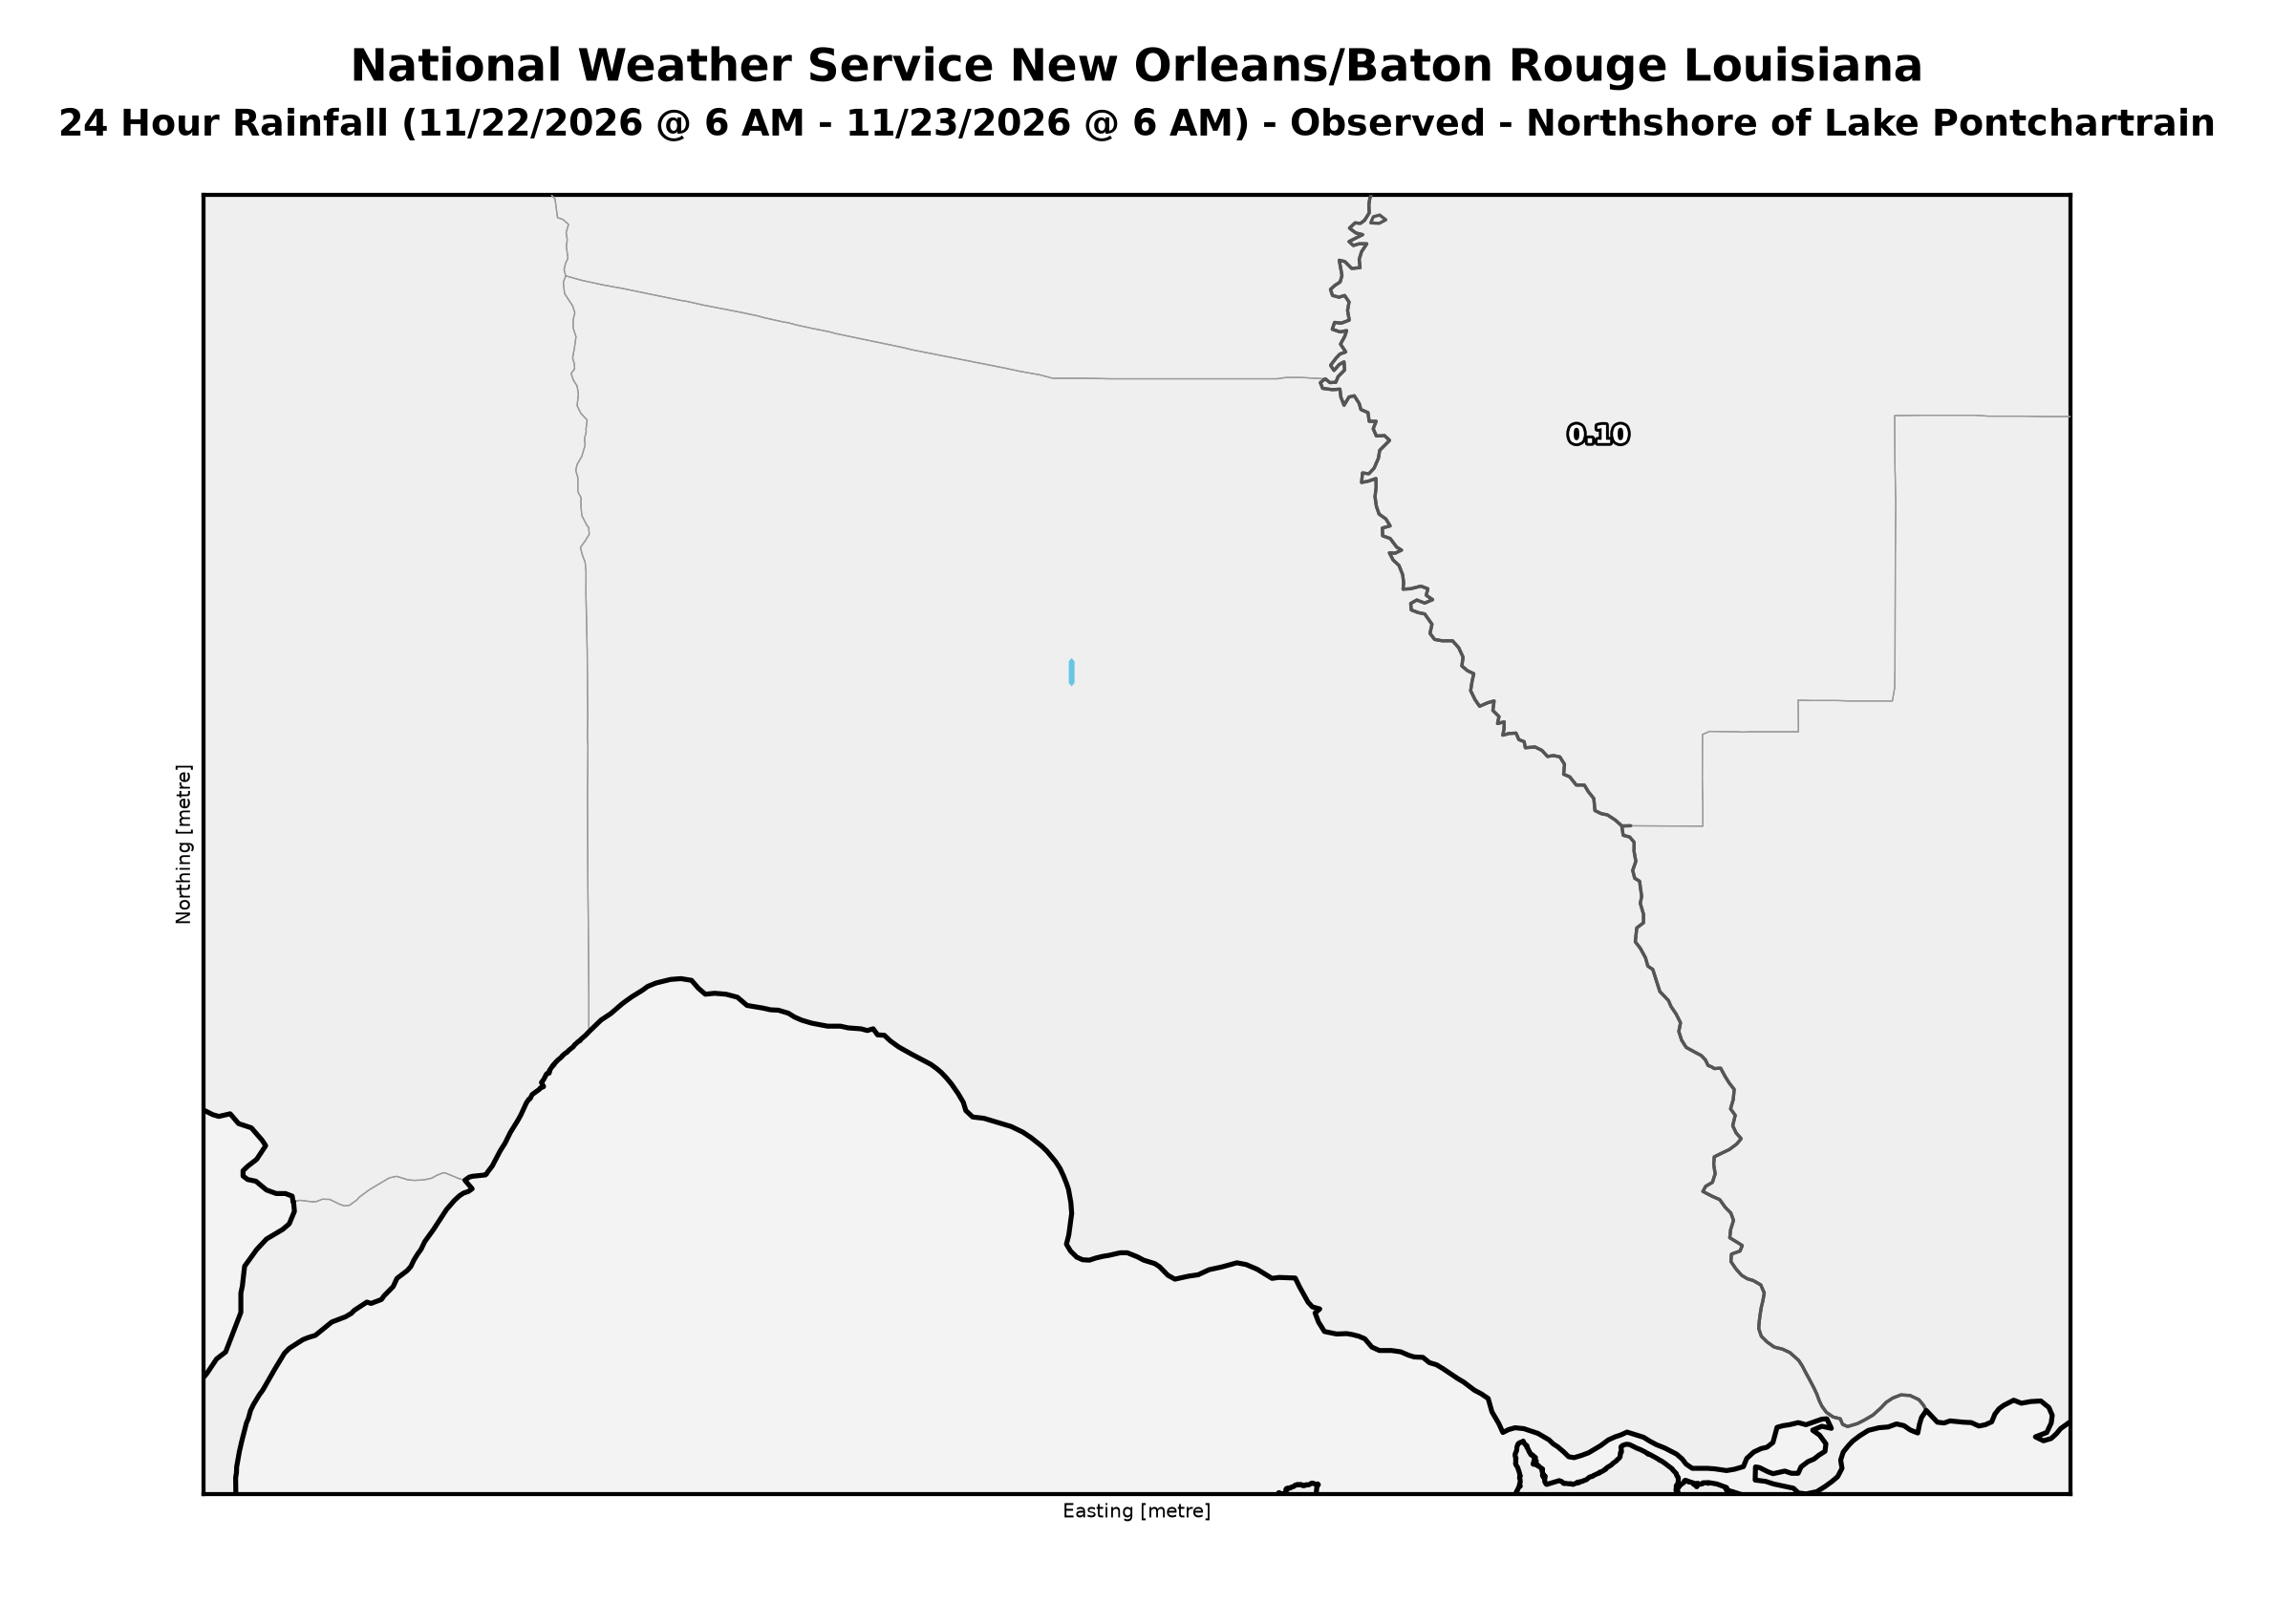 National Weather Service New Orleans/Baton Rouge Louisiana
24 Hour Rainfall (11/22/2026 @ 6 AM - 11/23/2026 @ 6 AM) - Observed - Northshore of Lake Pontchartrain
0.10
Northing [metre]
Easting [metre]